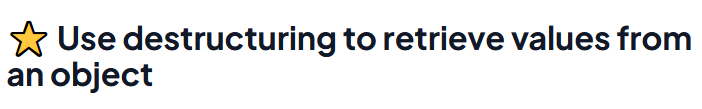 ⭐ Use destructuring to retrieve values from
an object